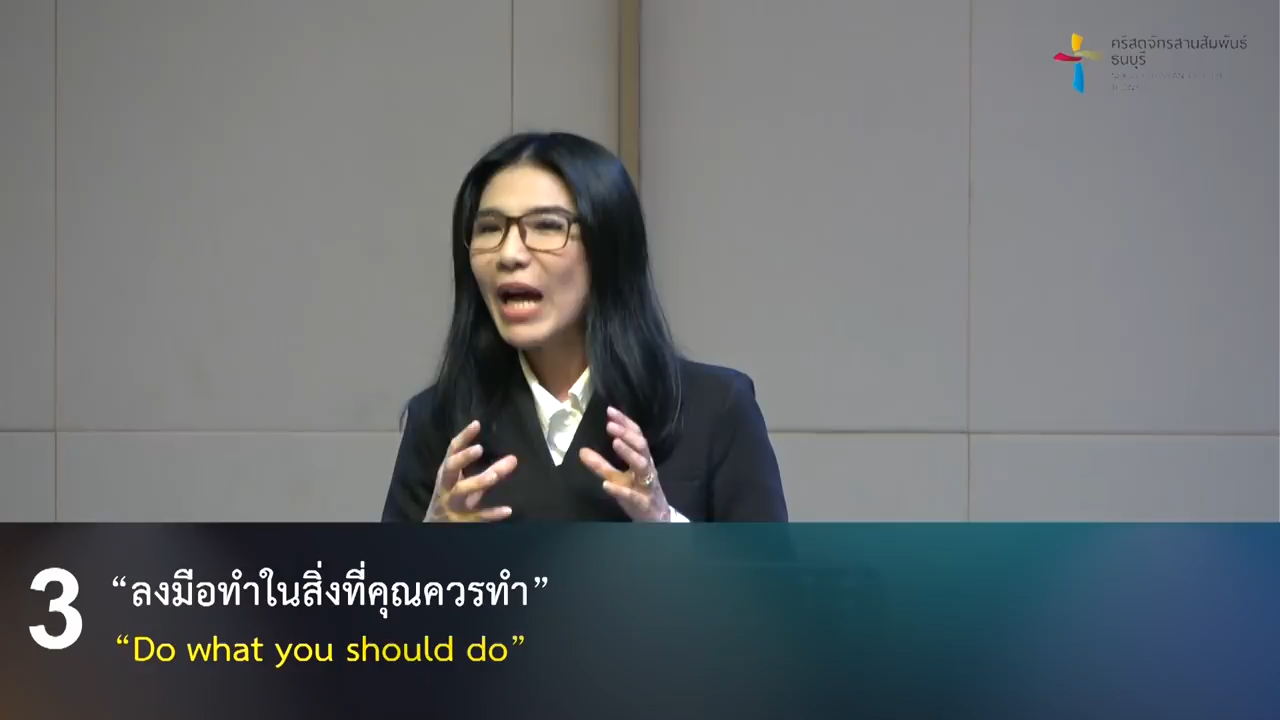 คริสตจักรสานสัมพันธ์
ธนบุรี
3
“ลงมือทำในสิ่งที่คุณควรทำ”
“Do what you should do”